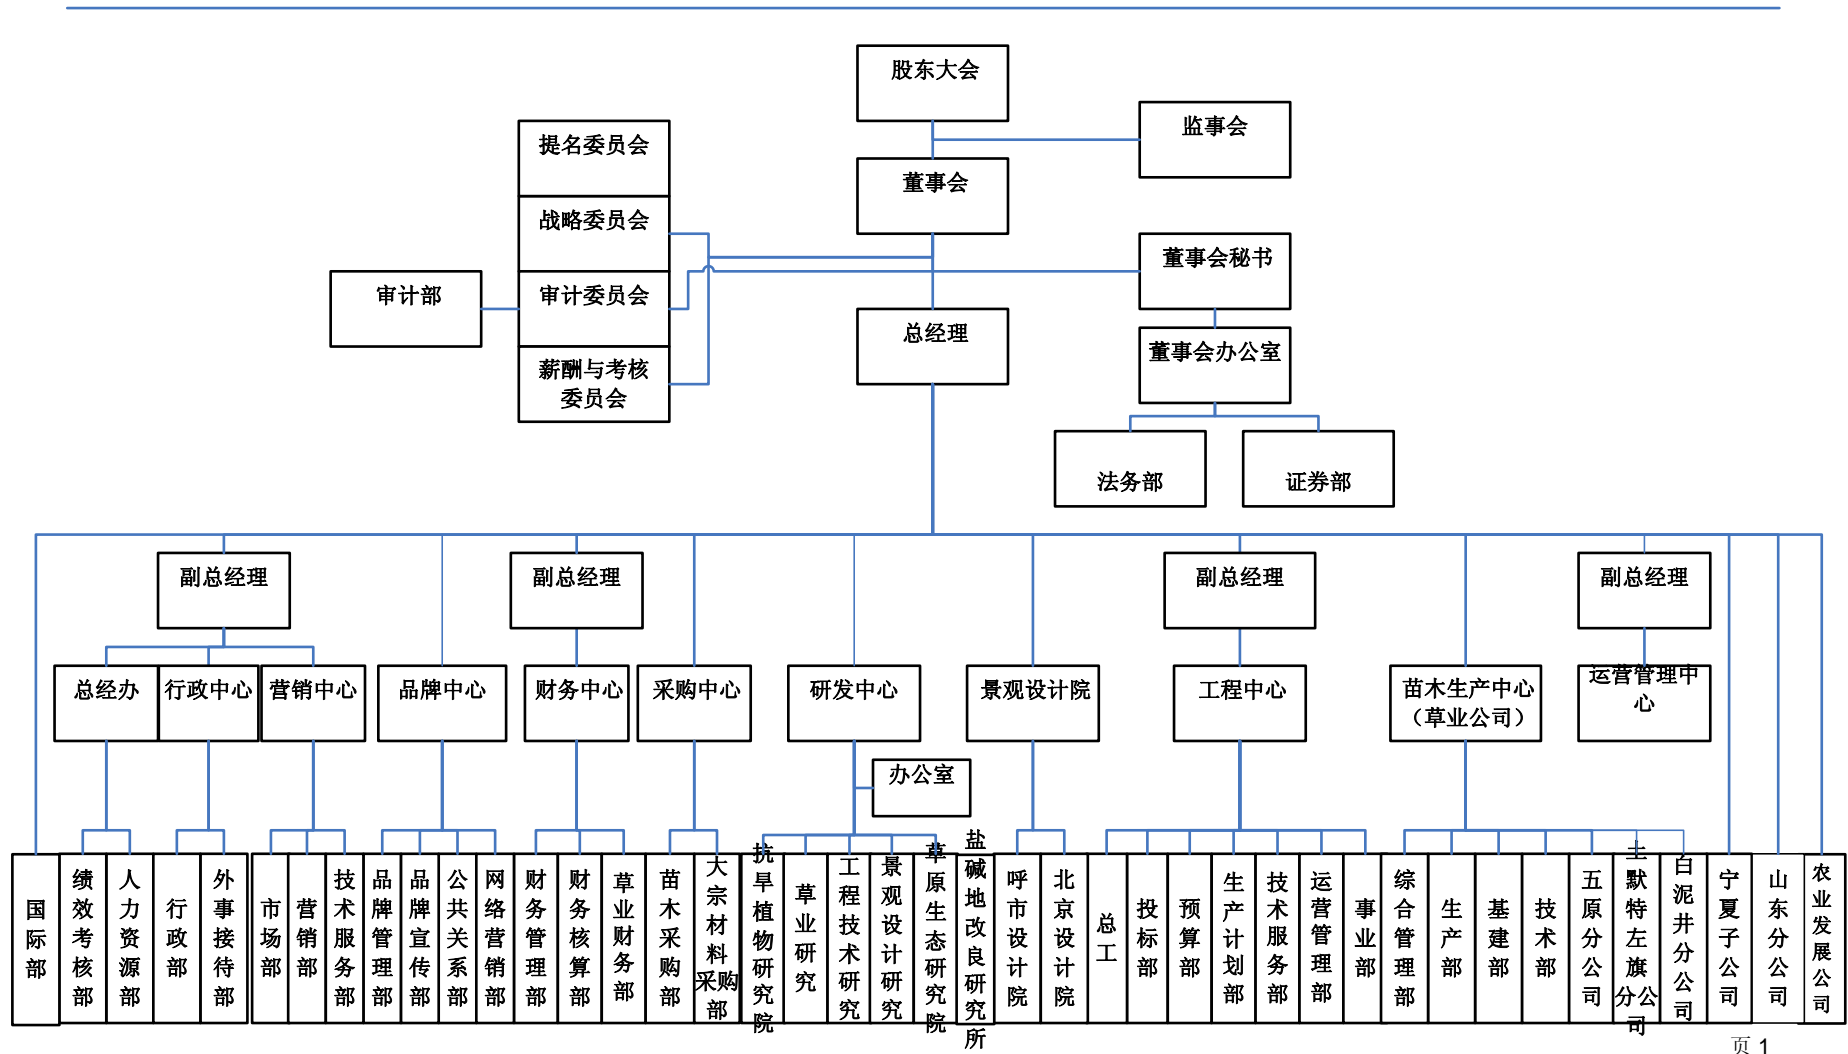 股东大会
监事会
提名委员会
董事会
战略委员会
董事会秘书
审计部
审计委员会
总经理
董事会办公室
薪酬与考核
委员会
法务部
证券部
副总经理
副总经理
副总经理
副总经理
总经办
行政中心
营销中心
品牌中心
财务中心
采购中心
研发中心
景观设计院
工程中心
苗木生产中心
（草业公司）
运营管理中
心
办公室
国际部
绩效考核部
人力资源部
行政部
外事接待部
市场部
营销部
技术服务部
品牌管理部
品牌宣传部
公共关系部
网络营销部
财务管理部
财务核算部
草业财务部
苗木采购部
大宗材料采购部
抗旱植物研究院
草业研究
工程技术研究
景观设计研究
草原生态研究院
盐碱地改良研究所
呼市设计院
北京设计院
总工
投标部
预算部
生产计划部
技术服务部
运营管理部
事业部
综合管理部
生产部
基建部
技术部
五原分公司
土默特左旗分公司
白泥井分公司
宁夏子公司
山东分公司
农业发展公司
页 1